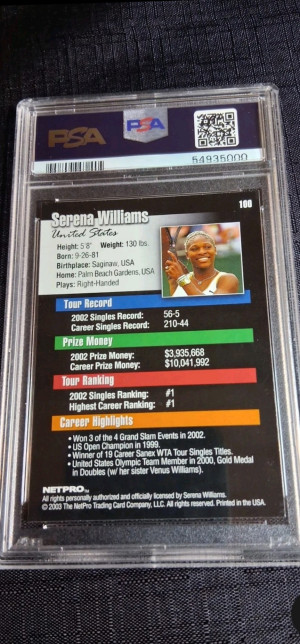 PSA
PSA
54935000
100
Serena Williams
United States
Height: 5'8" Weight: 130 lbs.
Born: 9-26-81
Birthplace: Saginaw, USA
Home: Palm Beach Gardens, USA
Plays: Right-Handed
Tour Record
2002 Singles Record: 56-5
Career Singles Record: 210-44
Prize Money
2002 Prize Money: $3,935,668
Career Prize Money: $10,041,992
Tour Ranking
2002 Singles Ranking: #1
Highest Career Ranking: #1
Career Highlights
• Won 3 of the 4 Grand Slam Events in 2002.
• US Open Champion in 1999.
• Winner of 19 Career Sanex WTA Tour Singles Titles.
• United States Olympic Team Member in 2000, Gold Medal
in Doubles (w/ her sister Venus Williams).
NETPRO™
All rights personally authorized and officially licensed by Serena Williams.
© 2003 The NetPro Trading Card Company, LLC. All rights reserved. Printed in the USA.